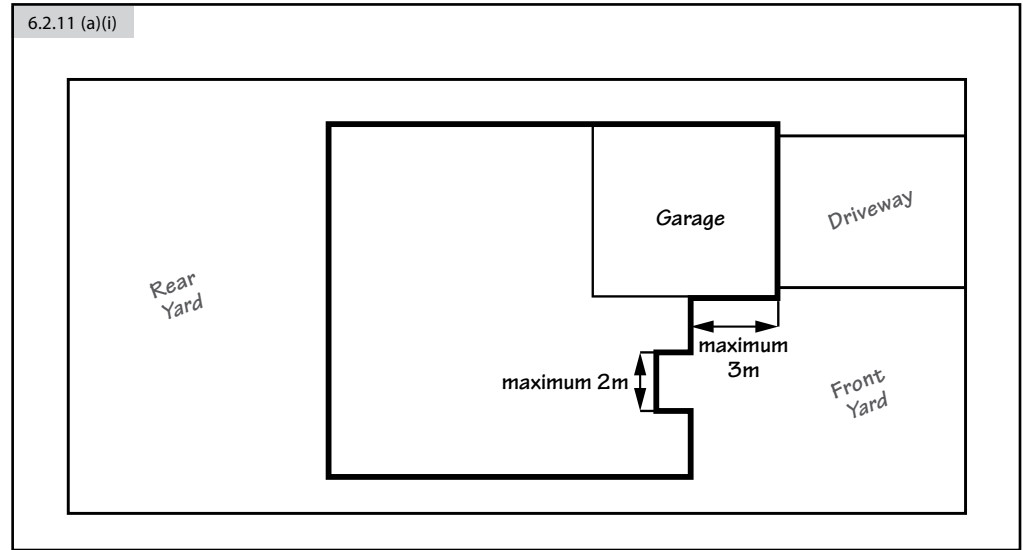 6.2.11 (a)(i)
Garage
Driveway
Rear
Yard
maximum
3m
maximum 2m
Front
Yard